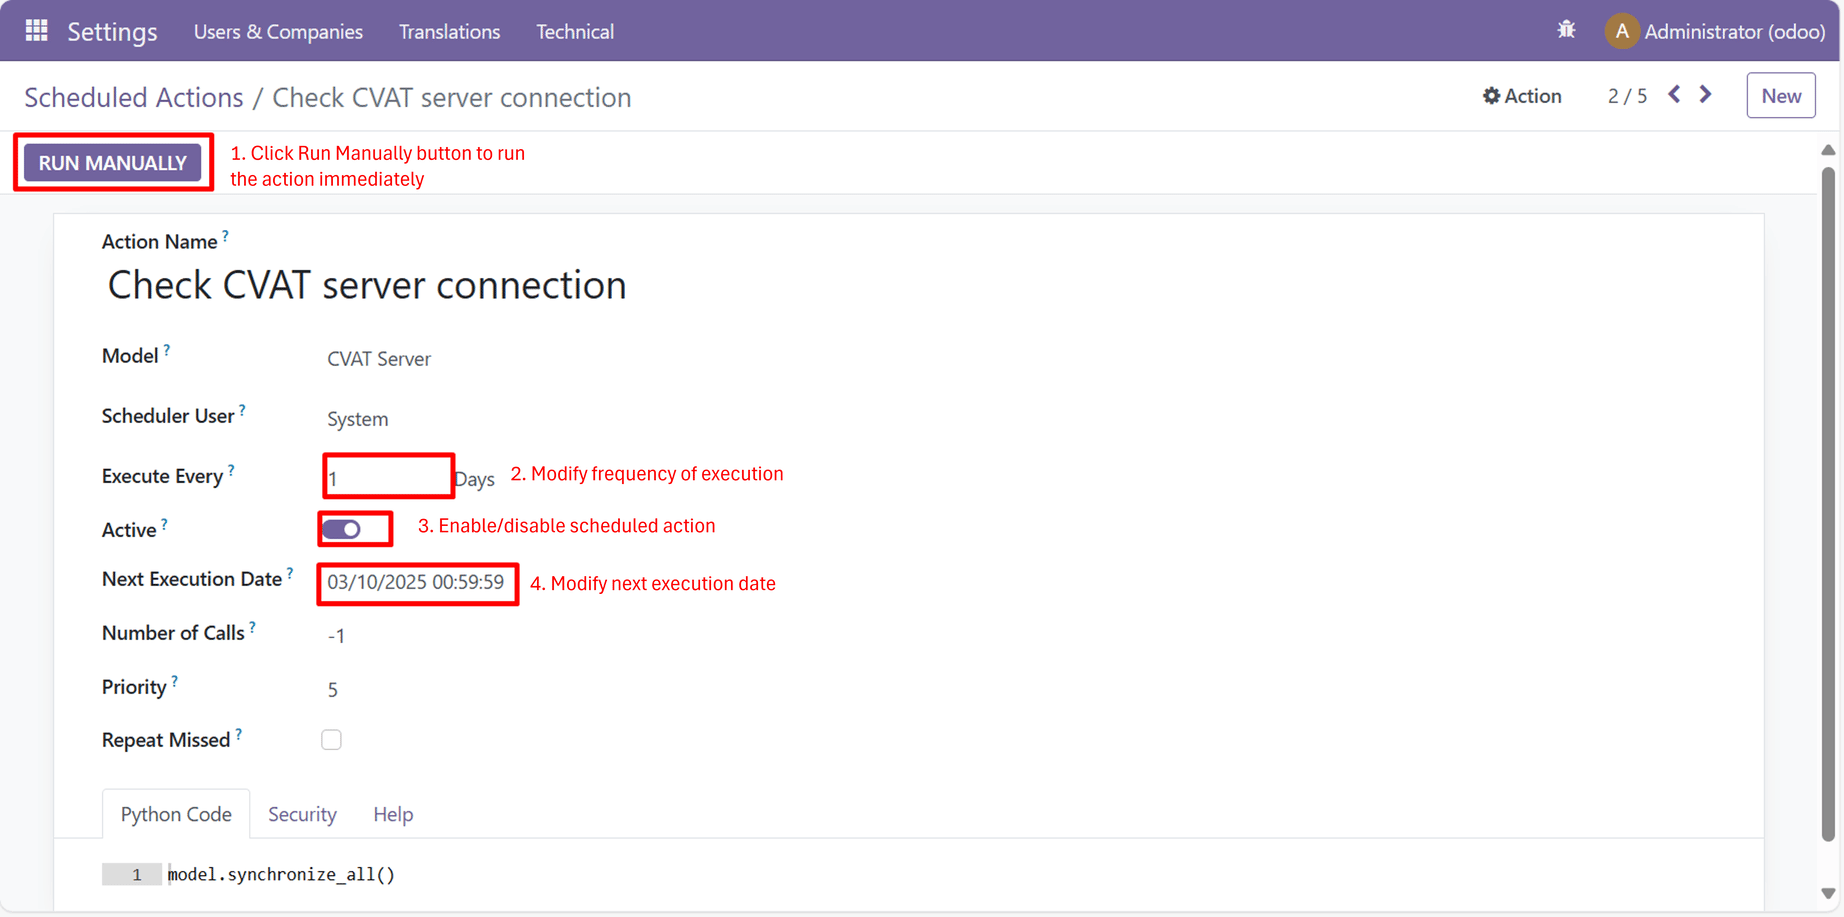 Settings Users & Companies Translations Technical A Administrator (odoo)
Scheduled Actions / Check CVAT server connection Action 2 / 5 New
RUN MANUALLY 1. Click Run Manually button to run
the action immediately
Action Name ?
Check CVAT server connection
Model ? CVAT Server
Scheduler User ? System
Execute Every ? 1 Days 2. Modify frequency of execution
Active ? 3. Enable/disable scheduled action
Next Execution Date ? 03/10/2025 00:59:59 4. Modify next execution date
Number of Calls ? -1
Priority ? 5
Repeat Missed ?
Python Code Security Help
1 model.synchronize_all()